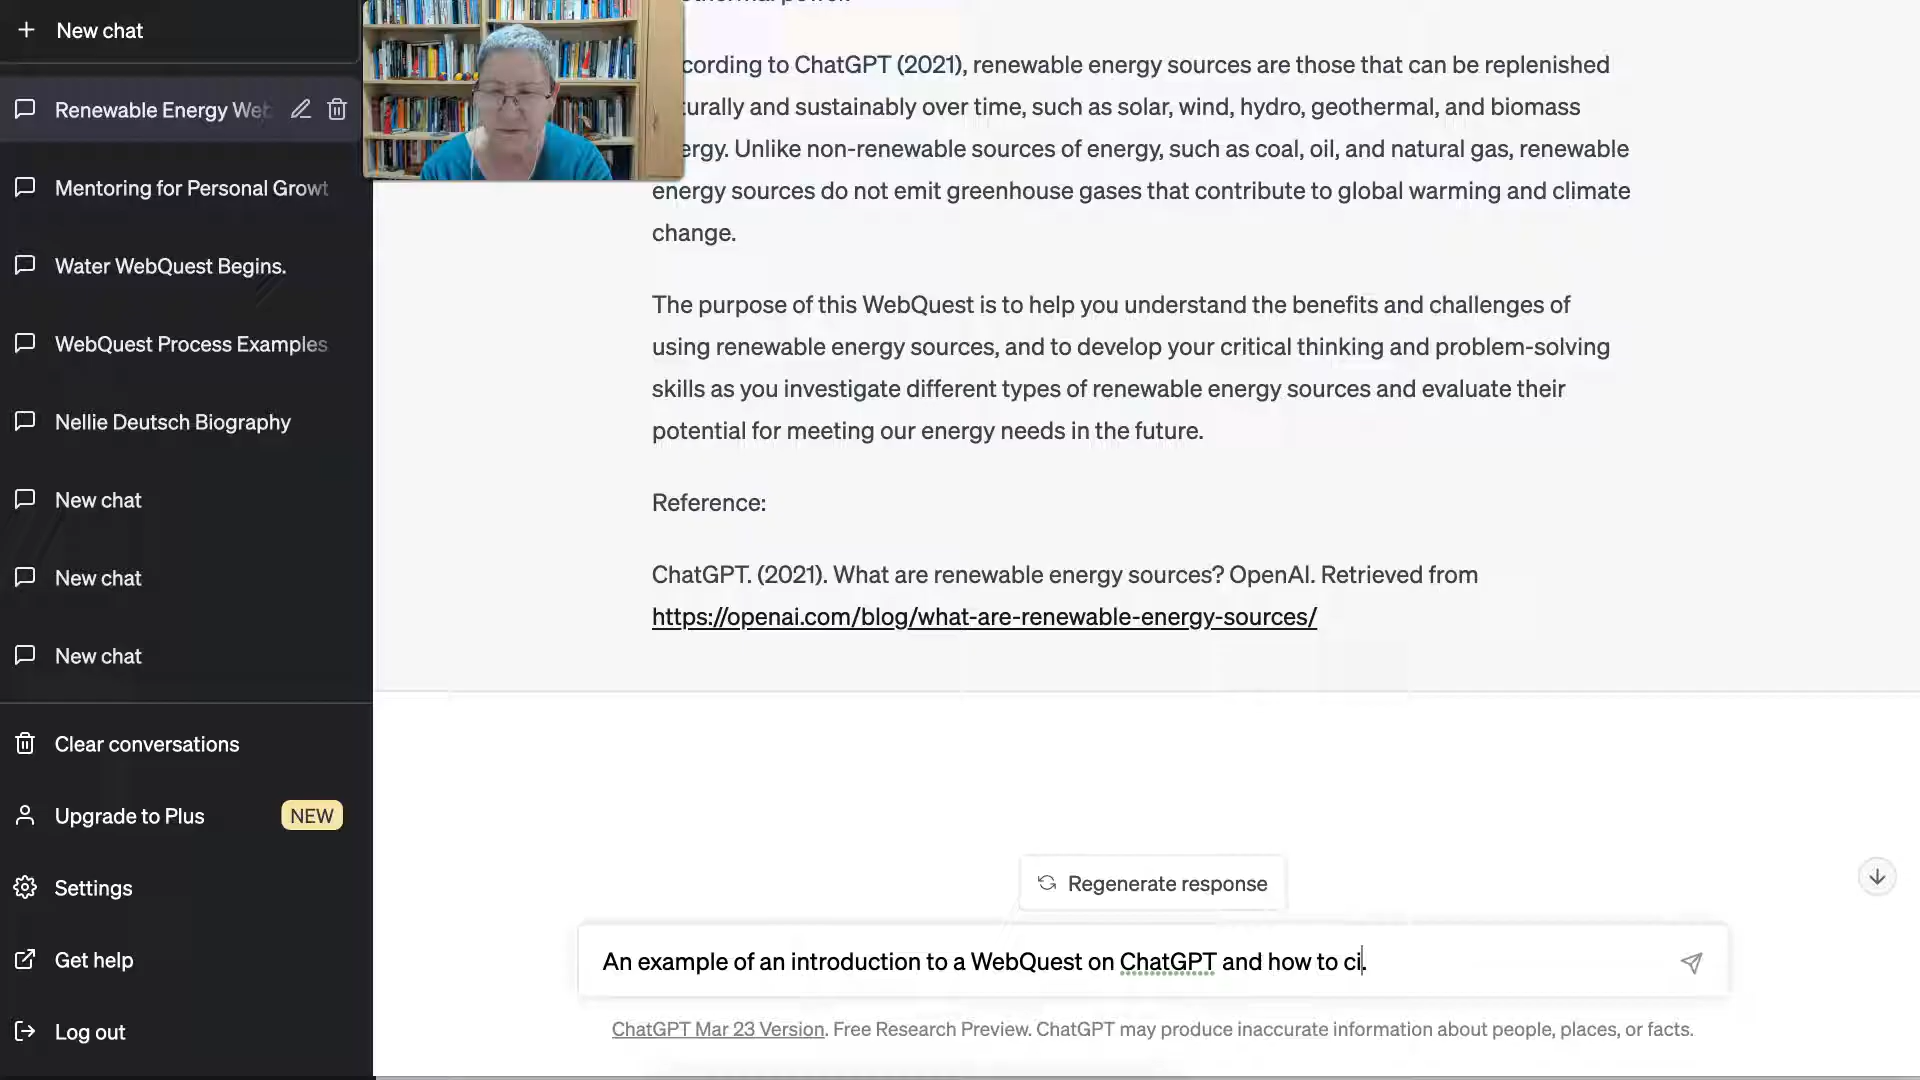 New chat
Renewable Energy Web
Mentoring for Personal Growt
Water WebQuest Begins.
WebQuest Process Examples
Nellie Deutsch Biography
New chat
New chat
New chat
Clear conversations
Upgrade to Plus NEW
Settings
Get help
Log out
cording to ChatGPT (2021), renewable energy sources are those that can be replenished
urally and sustainably over time, such as solar, wind, hydro, geothermal, and biomass
ergy. Unlike non-renewable sources of energy, such as coal, oil, and natural gas, renewable
energy sources do not emit greenhouse gases that contribute to global warming and climate
change.
The purpose of this WebQuest is to help you understand the benefits and challenges of
using renewable energy sources, and to develop your critical thinking and problem-solving
skills as you investigate different types of renewable energy sources and evaluate their
potential for meeting our energy needs in the future.
Reference:
ChatGPT. (2021). What are renewable energy sources? OpenAI. Retrieved from
https://openai.com/blog/what-are-renewable-energy-sources/
Regenerate response
An example of an introduction to a WebQuest on ChatGPT and how to ci.
ChatGPT Mar 23 Version. Free Research Preview. ChatGPT may produce inaccurate information about people, places, or facts.